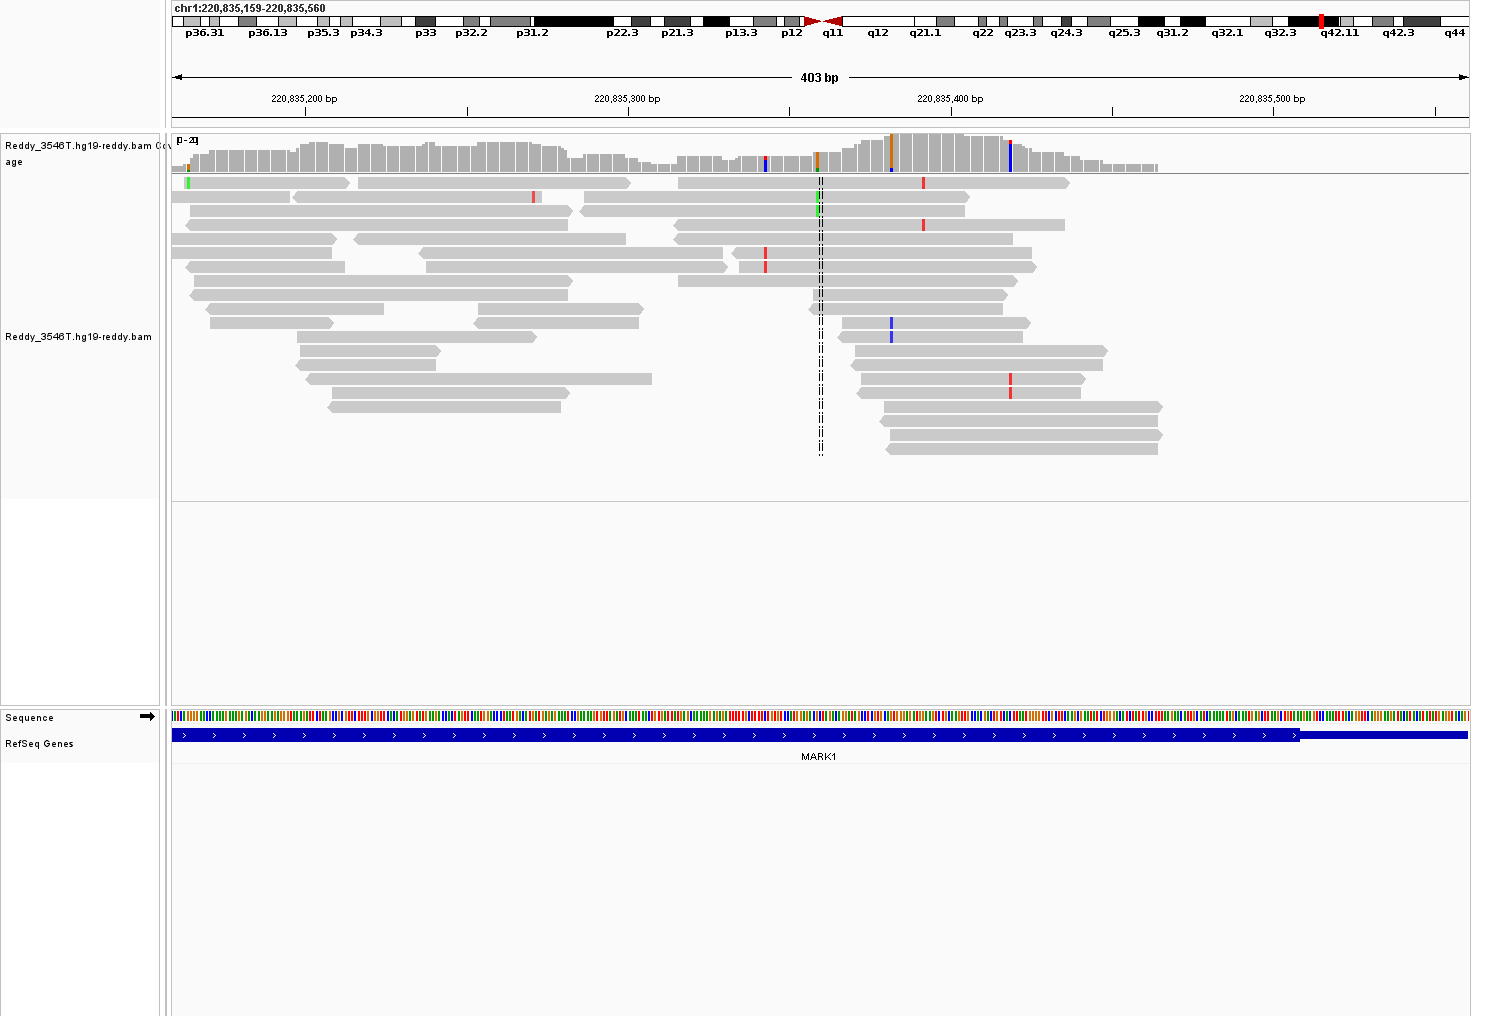 chr1:220,835,159-220,835,560
p36.31 p36.13 p35.3 p34.3 p33 p32.2 p31.2 p22.3 p21.3 p13.3 p12 q11 q12 q21.1 q22 q23.3 q24.3 q25.3 q31.2 q32.1 q32.3 q42.11 q42.3 q44
403 bp
220,835,200 bp 220,835,300 bp 220,835,400 bp 220,835,500 bp
[0 - 20]
Reddy_3546T.hg19-reddy.bam Cov
age
Reddy_3546T.hg19-reddy.bam
Sequence
RefSeq Genes
MARK1